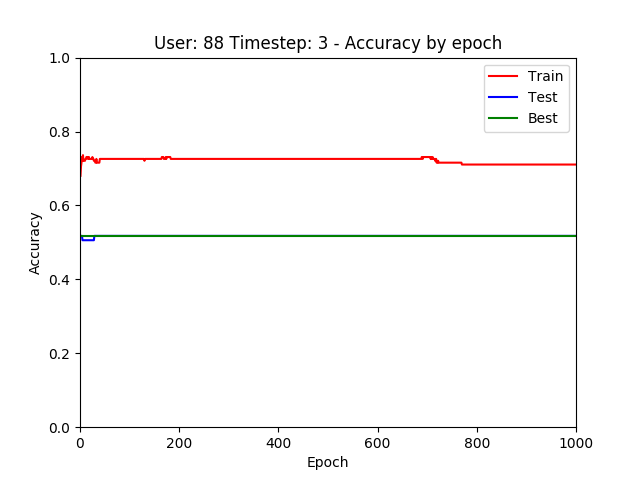 User: 88 Timestep: 3 - Accuracy by epoch
1.0
0.8
0.6
0.4
0.2
0.0
Accuracy
Train
Test
Best
0 200 400 600 800 1000
Epoch